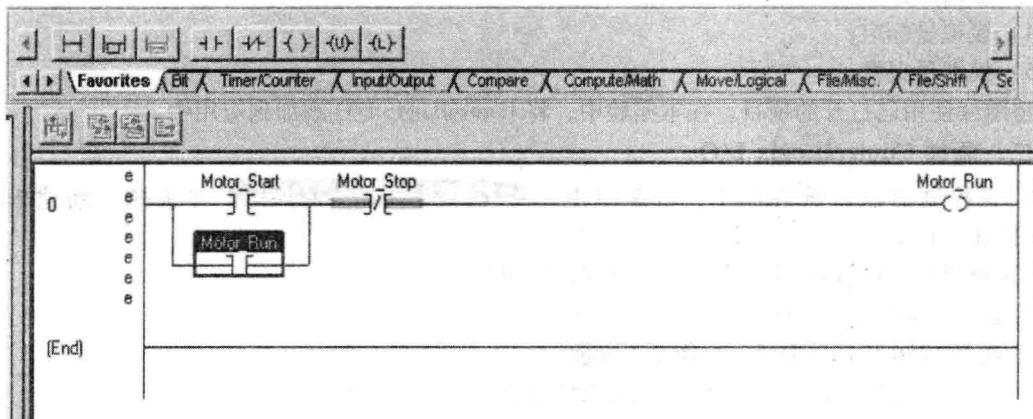 Favorites Bit Timer/Counter Input/Output Compare Compute/Math Move/Logical File/Misc. File/Shift Se
e
Motor_Start Motor_Stop Motor_Run
0
e
e
e
Motor_Run
e
e
e
(End)